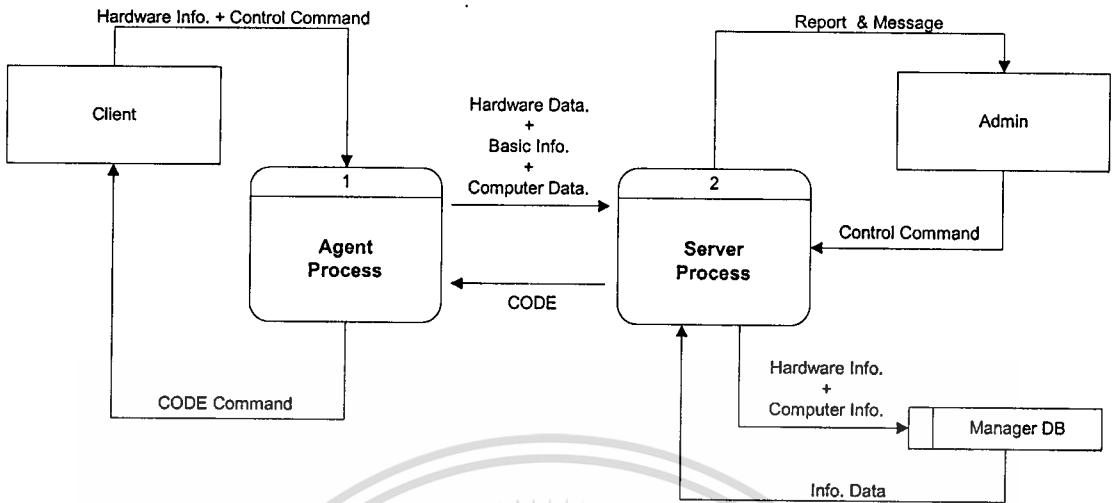 Hardware Info. + Control Command
Report & Message
Client
Admin
Hardware Data.
+
Basic Info.
+
Computer Data.
1
2
Agent
Process
Server
Process
Control Command
CODE
Hardware Info.
+
Computer Info.
CODE Command
Manager DB
Info. Data